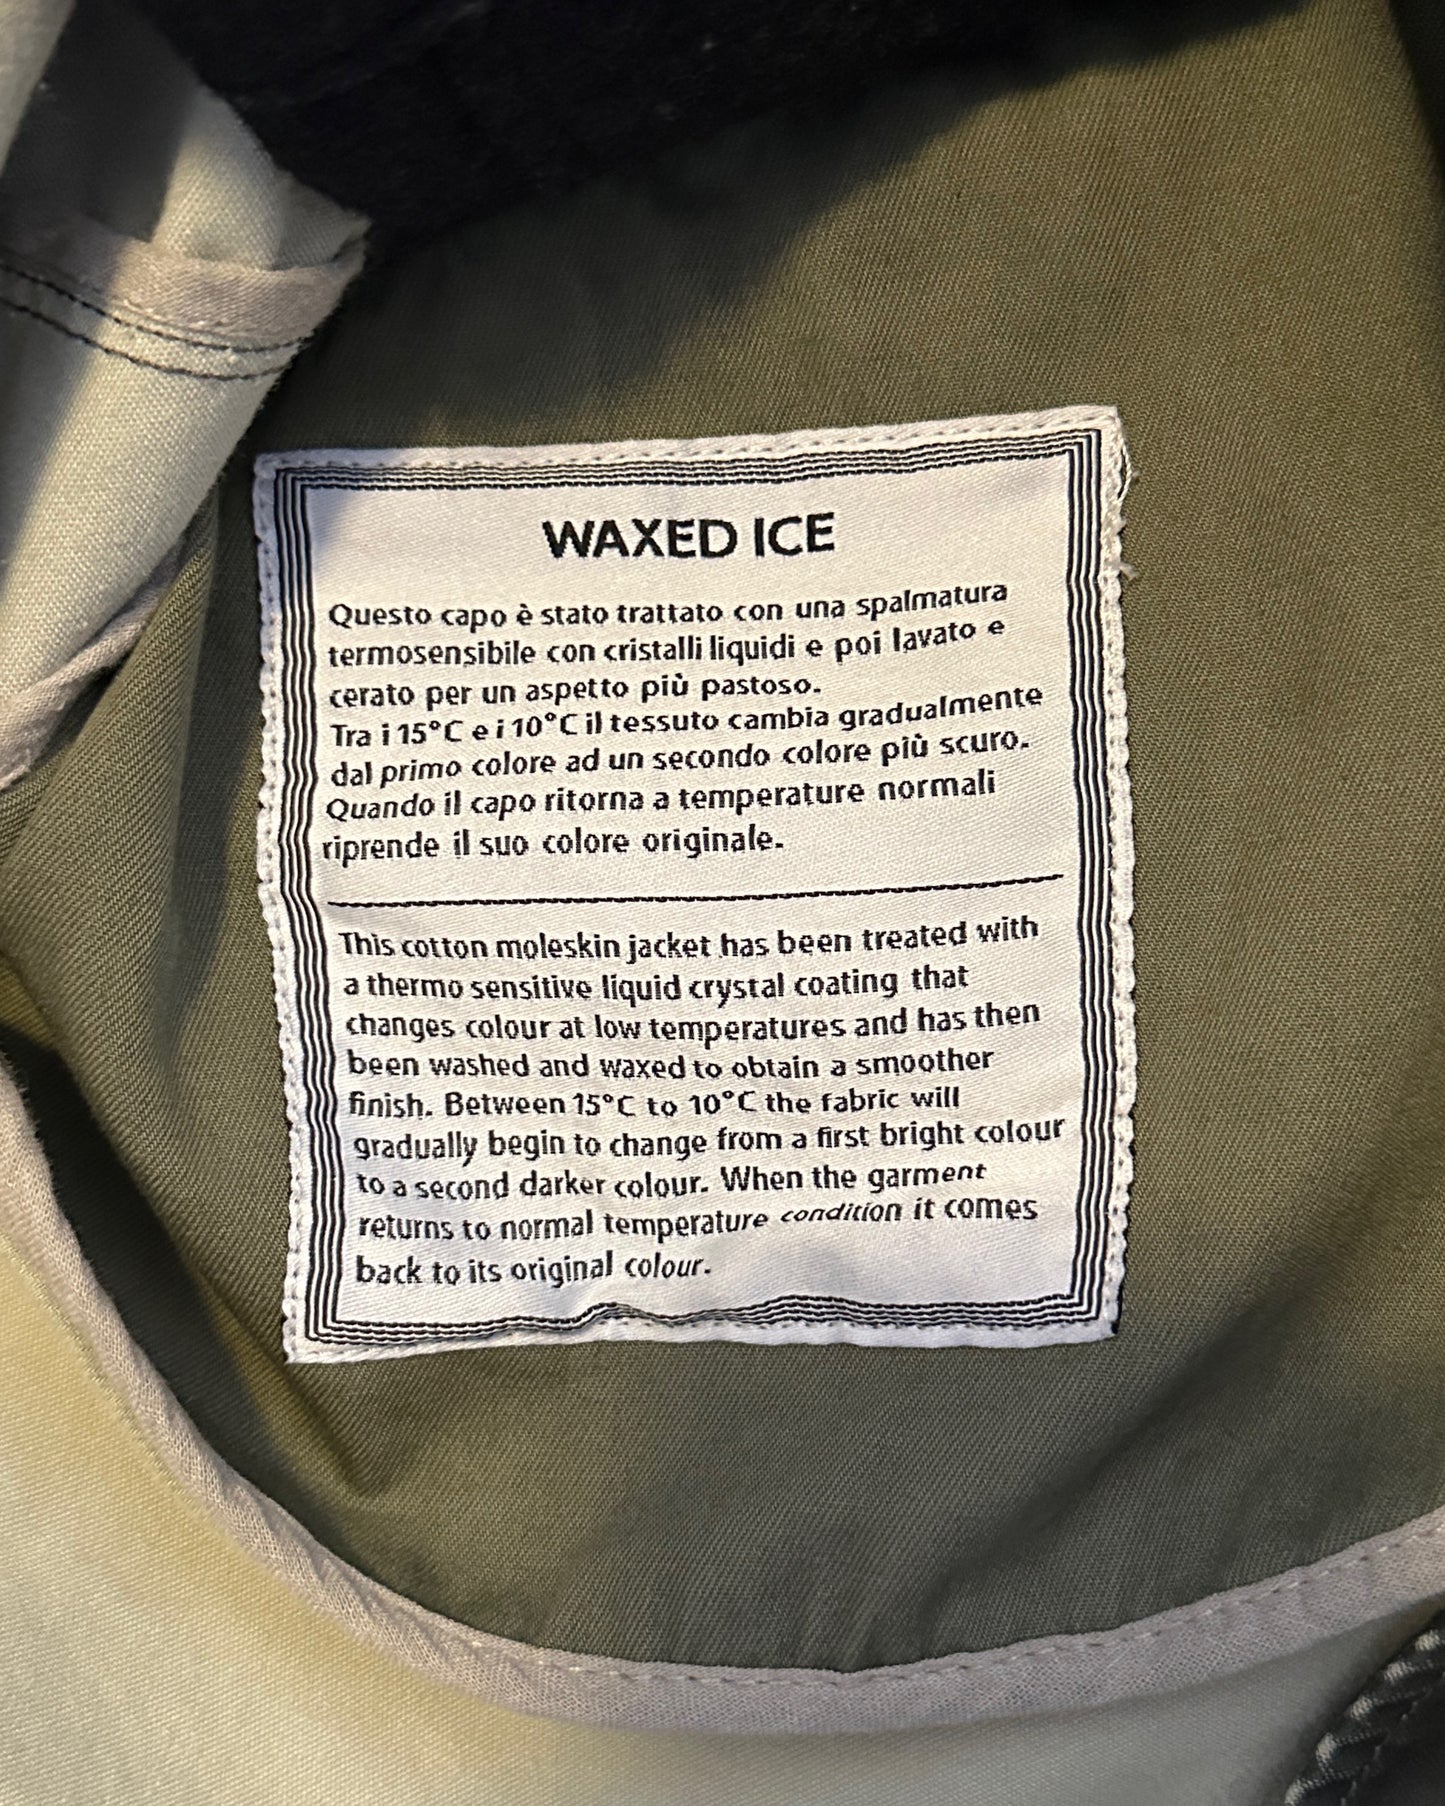 WAXED ICE
Questo capo è stato trattato con una spalmatura
termosensibile con cristalli liquidi e poi lavato e
cerato per un aspetto più pastoso.
Tra i 15°C e i 10°C il tessuto cambia gradualmente
dal primo colore ad un secondo colore più scuro.
Quando il capo ritorna a temperature normali
riprende il suo colore originale.
This cotton moleskin jacket has been treated with
a thermo sensitive liquid crystal coating that
changes colour at low temperatures and has then
been washed and waxed to obtain a smoother
finish. Between 15°C to 10°C the fabric will
gradually begin to change from a first bright colour
to a second darker colour. When the garment
returns to normal temperature condition it comes
back to its original colour.